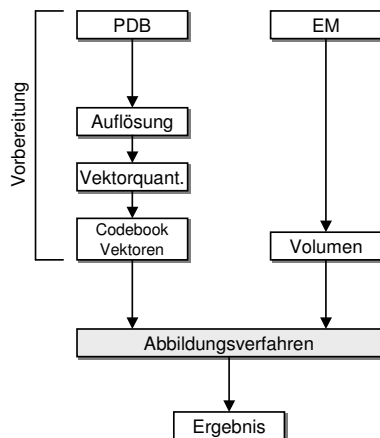 PDB
EM
Vorbereitung
Auflösung
Vektorquant.
Codebook
Vektoren
Volumen
Abbildungsverfahren
Ergebnis